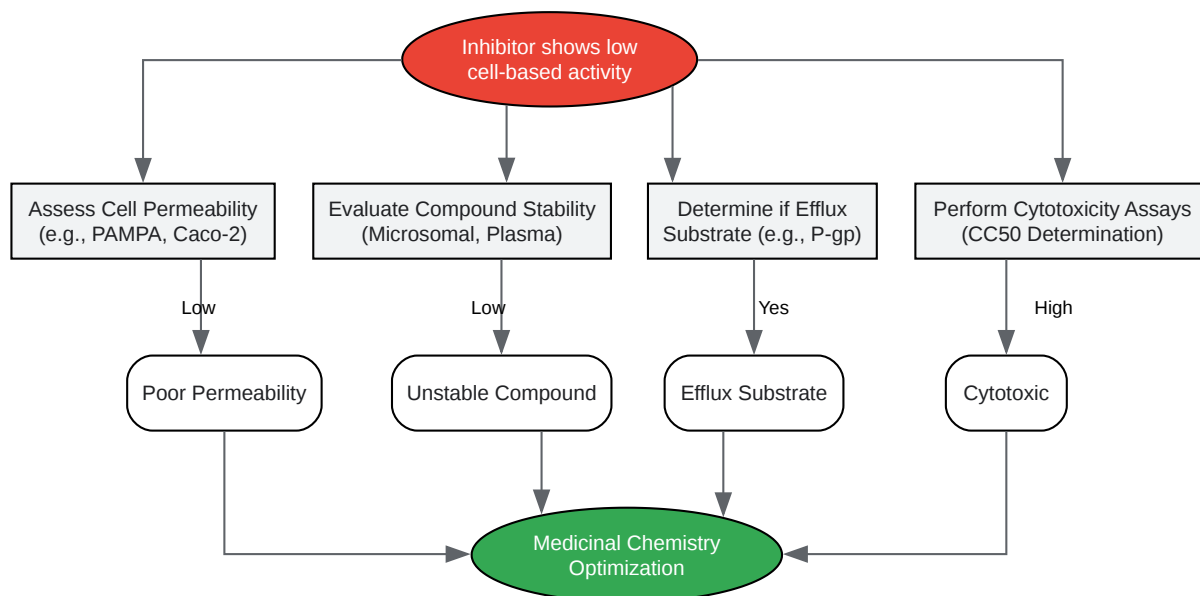 Inhibitor shows low
cell-based activity
Assess Cell Permeability
(e.g., PAMPA, Caco-2)
Evaluate Compound Stability
(Microsomal, Plasma)
Determine if Efflux
Substrate (e.g., P-gp)
Perform Cytotoxicity Assays
(CC50 Determination)
Low
Low
Yes
High
Poor Permeability
Unstable Compound
Efflux Substrate
Cytotoxic
Medicinal Chemistry
Optimization